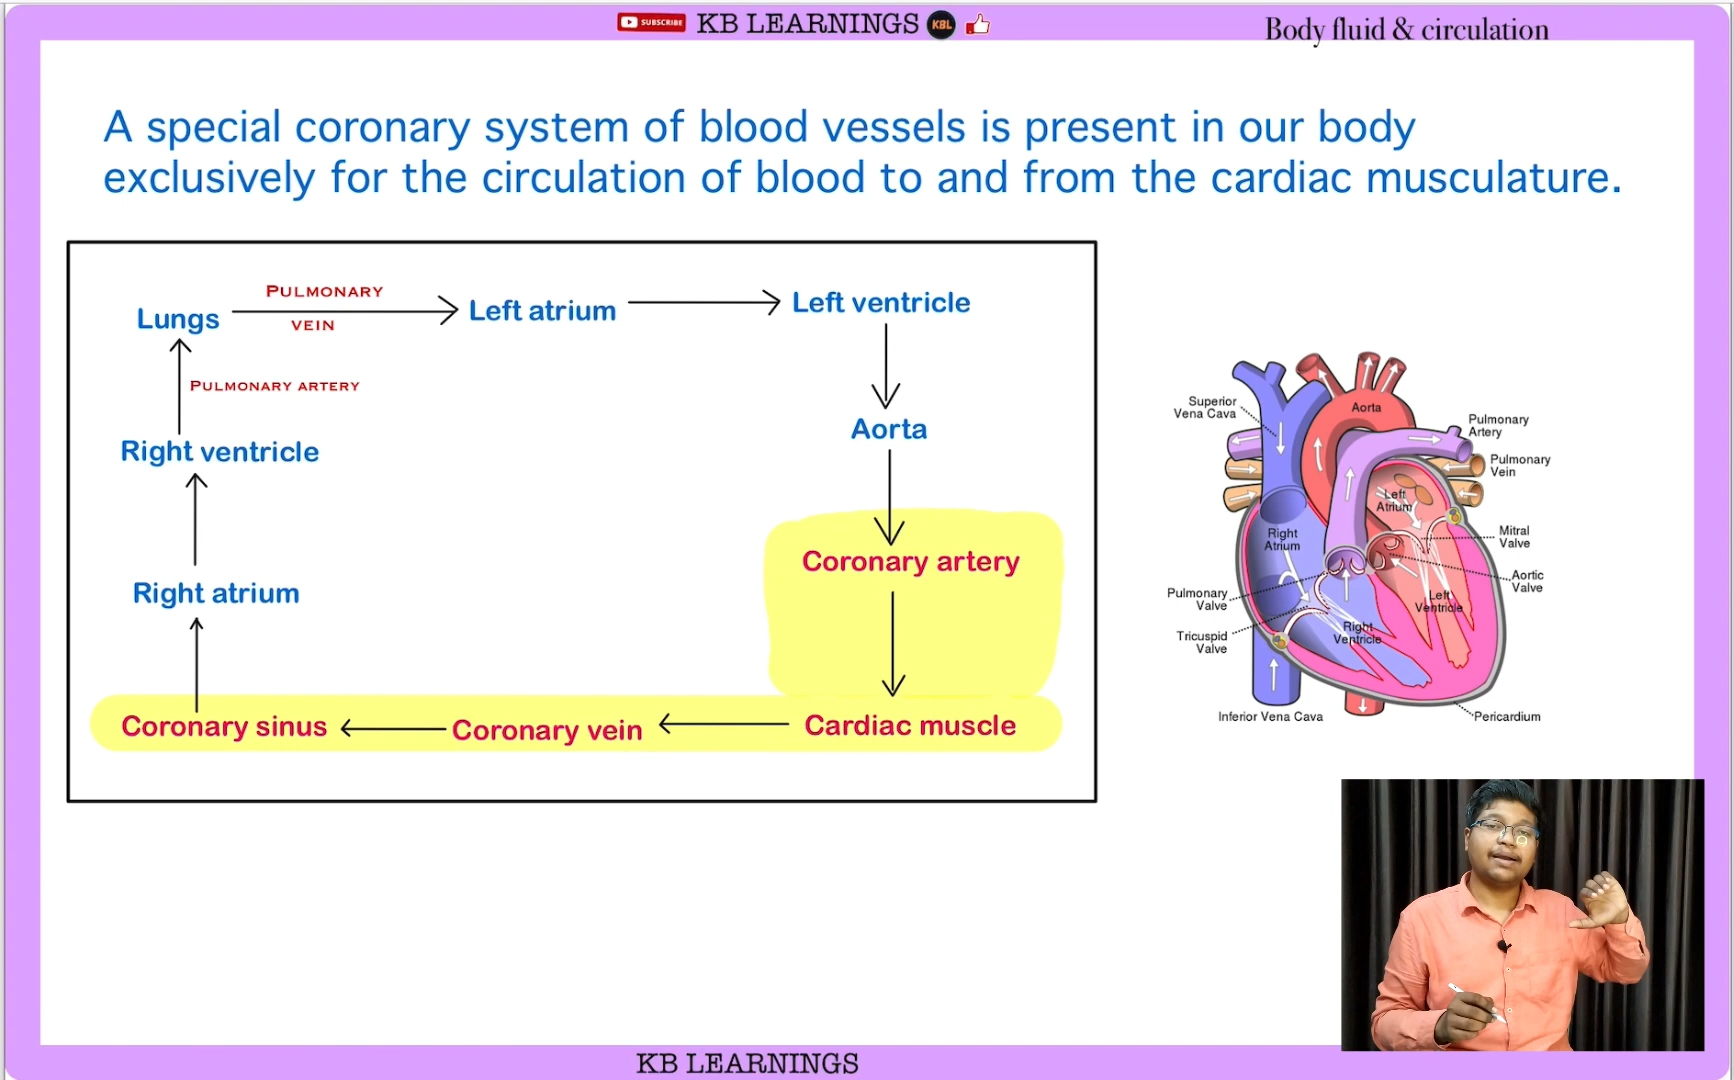 SUBSCRIBE KB LEARNINGS KBL
Body fluid & circulation
A special coronary system of blood vessels is present in our body
exclusively for the circulation of blood to and from the cardiac musculature.
Lungs
PULMONARY
VEIN
Left atrium
Left ventricle
PULMONARY ARTERY
Aorta
Right ventricle
Coronary artery
Right atrium
Coronary sinus
Coronary vein
Cardiac muscle
Superior
Vena Cava
Aorta
Pulmonary
Artery
Pulmonary
Vein
Left
Atrium
Right
Atrium
Mitral
Valve
Aortic
Valve
Pulmonary
Valve
Left
Ventricle
Tricuspid
Valve
Right
Ventricle
Inferior Vena Cava
Pericardium
KB LEARNINGS